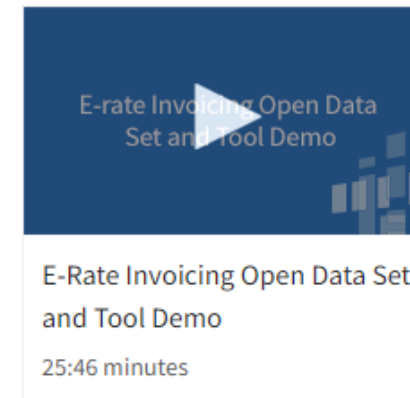 E-rate Invoicing Open Data
Set and Tool Demo
E-Rate Invoicing Open Data Set
and Tool Demo
25:46 minutes